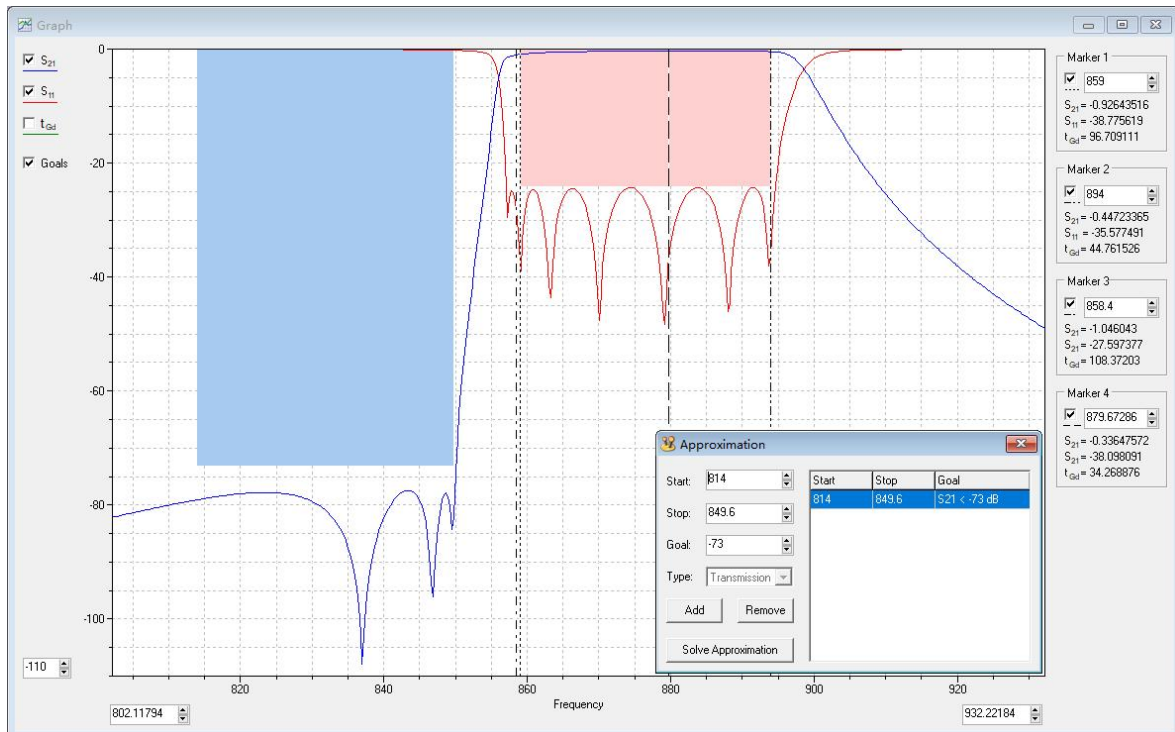 Graph
S21
S11
tGd
Goals
0
-20
-40
-60
-80
-100
-110
820
840
860
880
900
920
Frequency
802.11794
932.22184
Marker 1
859
S21 = -0.92643516
S11 = -38.775619
tGd = 96.709111
Marker 2
894
S21 = -0.44723365
S11 = -35.577491
tGd = 44.761526
Marker 3
858.4
S21 = -1.046043
S21 = -27.597377
tGd = 108.37203
Marker 4
879.67286
S21 = -0.33647572
S11 = -38.098091
tGd = 34.268876
Approximation
Start: 814
Stop: 849.6
Goal: -73
Type: Transmission
Add Remove
Solve Approximation
Start Stop Goal
814 849.6 S21 < -73 dB